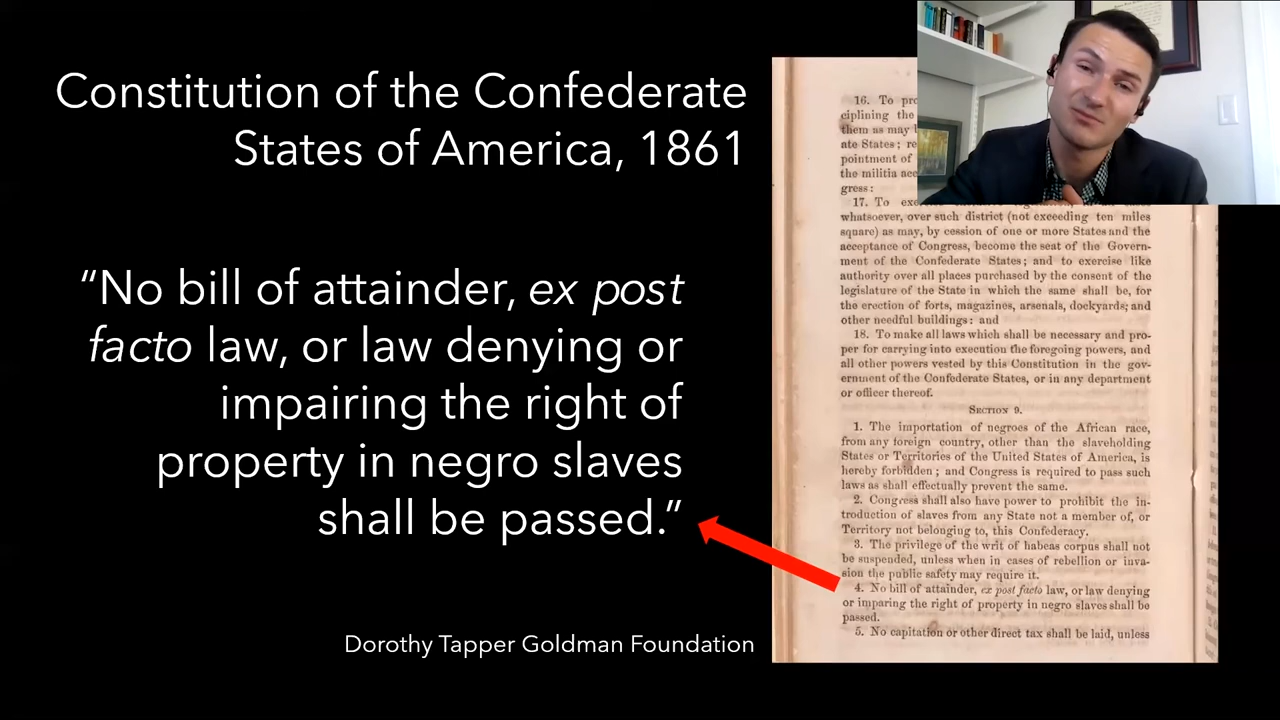 Constitution of the Confederate
States of America, 1861
“No bill of attainder, ex post
facto law, or law denying or
impairing the right of
property in negro slaves
shall be passed.”
Dorothy Tapper Goldman Foundation
16. To
ciplining the
them as may
ate States;
pointment of
the militia
gress:
17. To
whatsoever, over such district (not exceeding ten miles
square) as may, by cession of one or more States and the
acceptance of Congress, become the seat of the Govern-
ment of the Confederate States; and to exercise like
authority over all places purchased by the consent of the
legislature of the State in which the same shall be, for
the erection of forts, magazines, arsenals, dockyards, and
other needful buildings: and
18. To make all laws which shall be necessary and pro-
per for carrying into execution the foregoing powers, and
all other powers vested by this Constitution in the gov-
ernment of the Confederate States, or in any department
or officer thereof.
SECTION 9.
1. The importation of negroes of the African race,
from any foreign country, other than the slaveholding
States or Territories of the United States of America, is
hereby forbidden; and Congress is required to pass such
laws as shall effectually prevent the same.
2. Congress shall also have power to prohibit the in-
troduction of slaves from any State not a member of, or
Territory not belonging to, this Confederacy.
3. The privilege of the writ of habeas corpus shall not
be suspended, unless when in cases of rebellion or inva-
sion the public safety may require it.
4. No bill of attainder, ex post facto law, or law denying
or imparing the right of property in negro slaves shall be
passed.
5. No capitation or other direct tax shall be laid, unless